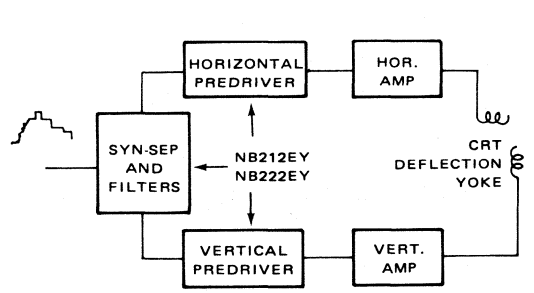 HORIZONTAL
PREDRIVER
HOR.
AMP
SYN-SEP
AND
FILTERS
NB212EY
NB222EY
CRT
DEFLECTION
YOKE
VERTICAL
PREDRIVER
VERT.
AMP